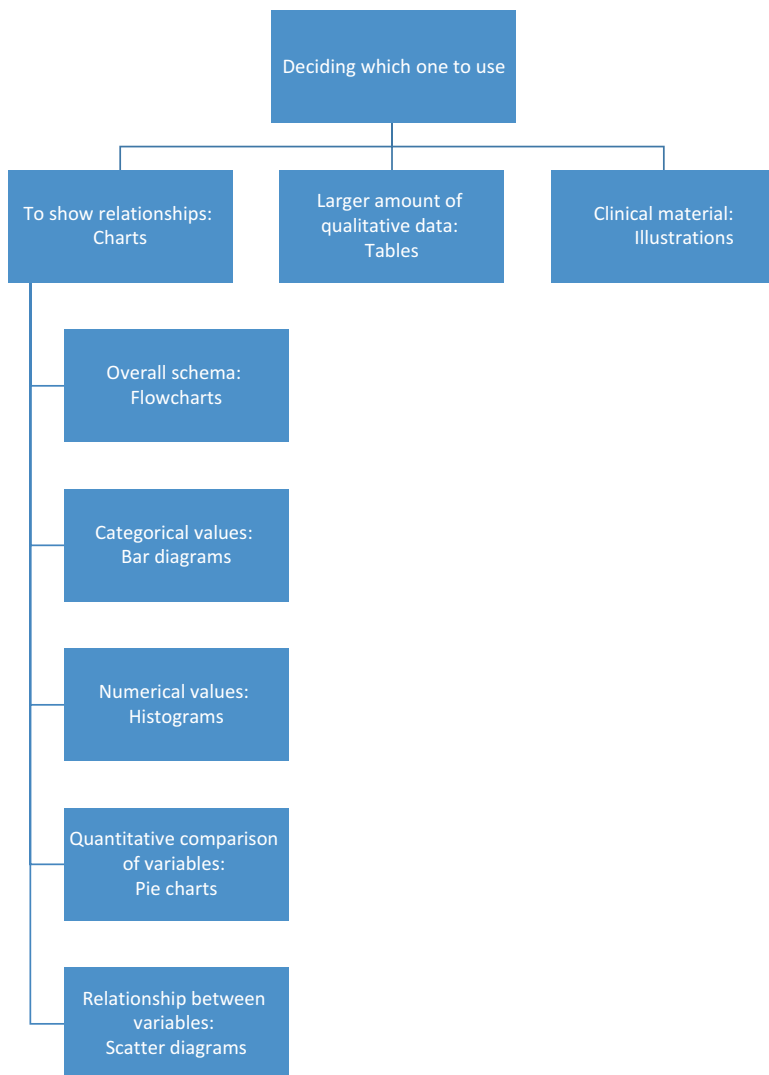 Deciding which one to use
To show relationships:
Charts
Larger amount of
qualitative data:
Tables
Clinical material:
Illustrations
Overall schema:
Flowcharts
Categorical values:
Bar diagrams
Numerical values:
Histograms
Quantitative comparison
of variables:
Pie charts
Relationship between
variables:
Scatter diagrams